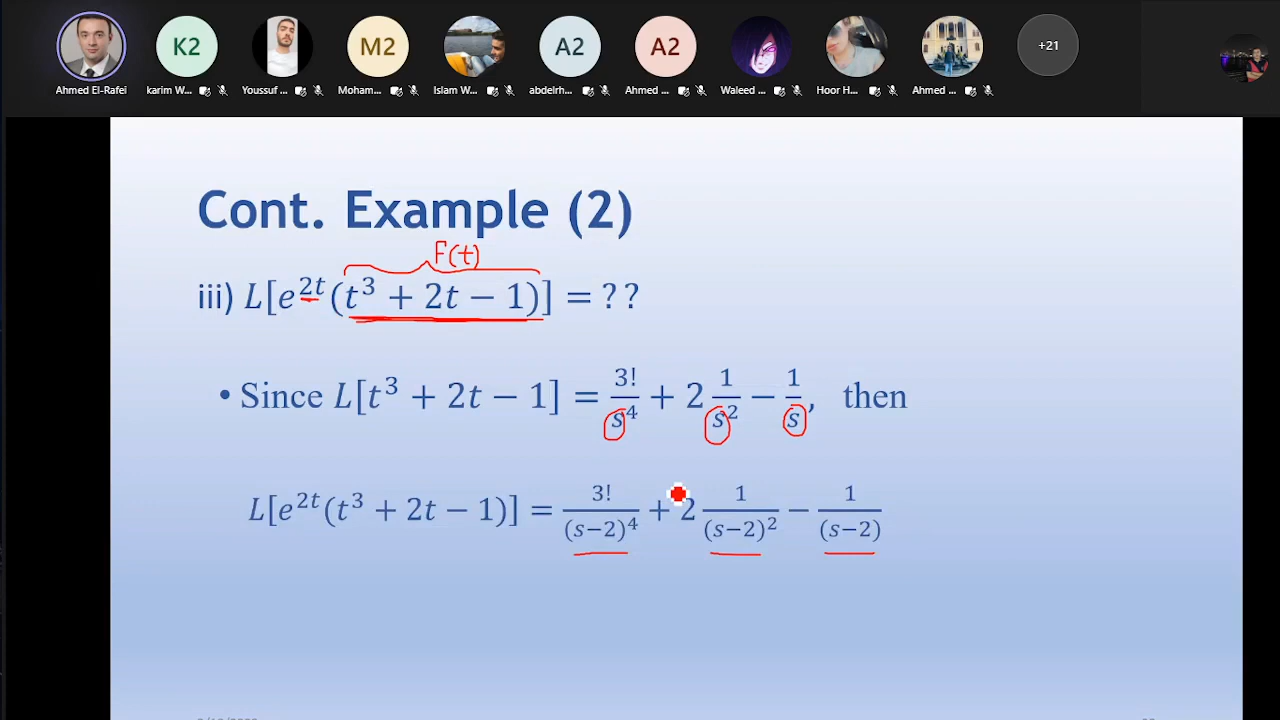 K2 M2 A2 A2 +21
Ahmed El-Rafei karim W... Youssuf ... Moham... Islam W... abdelrh... Ahmed ... Waleed ... Hoor H... Ahmed ...
Cont. Example (2)
F(t)
iii) L[e^{2t}(t^3 + 2t − 1)] = ? ?
• Since L[t^3 + 2t − 1] = 3!/s^4 + 2 1/s^2 − 1/s, then
L[e^{2t}(t^3 + 2t − 1)] = 3!/(s−2)^4 + 2 1/(s−2)^2 − 1/(s−2)